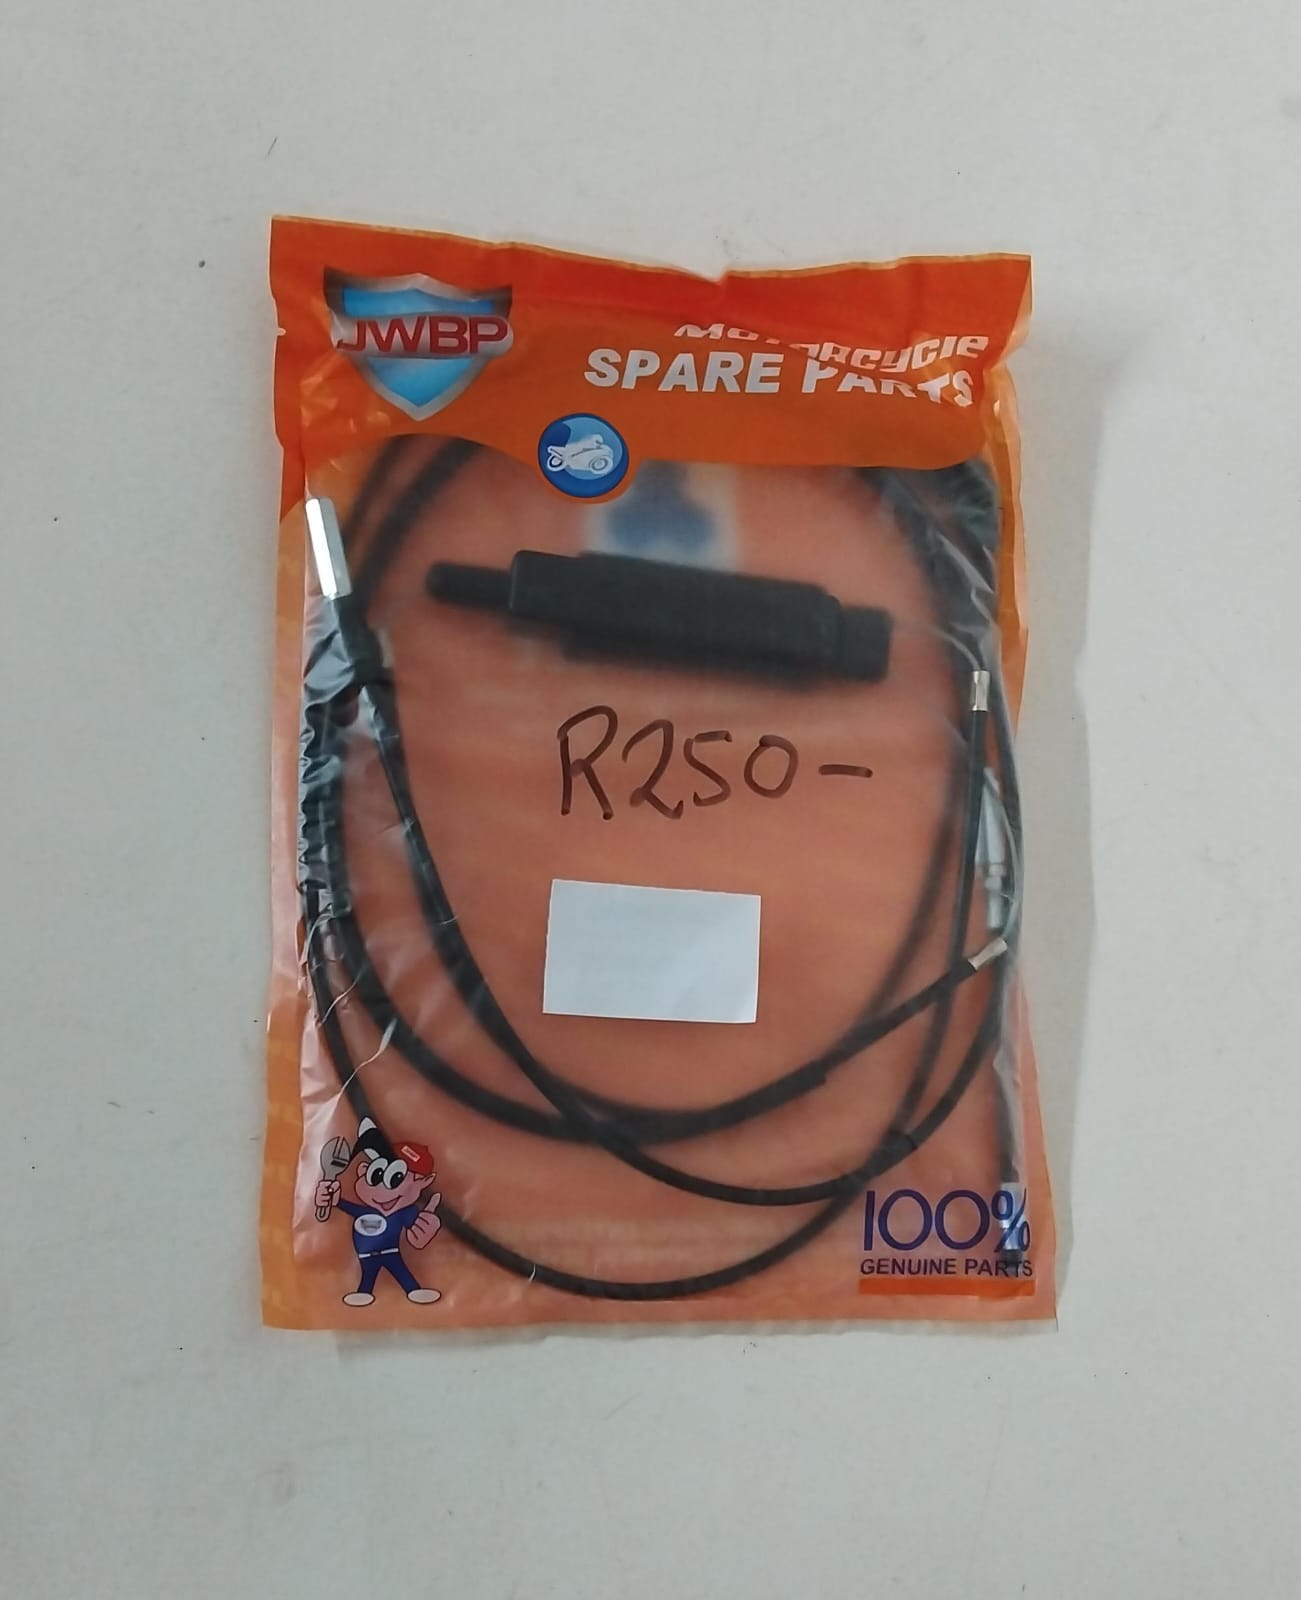 JWBP
MOTORCYCLE
SPARE PARTS
R250-
100%
GENUINE PARTS